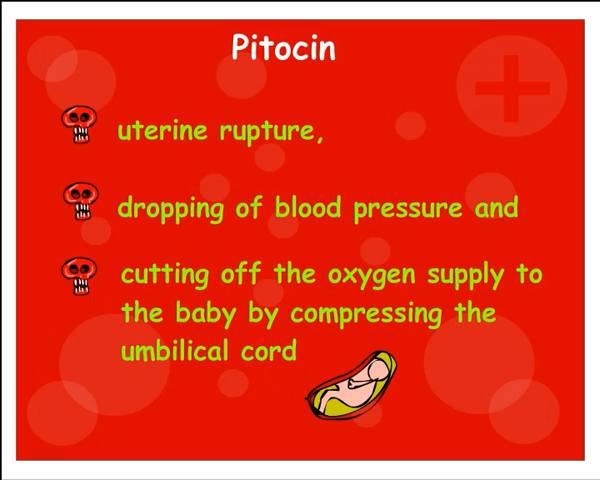 Pitocin
uterine rupture,
dropping of blood pressure and
cutting off the oxygen supply to
the baby by compressing the
umbilical cord